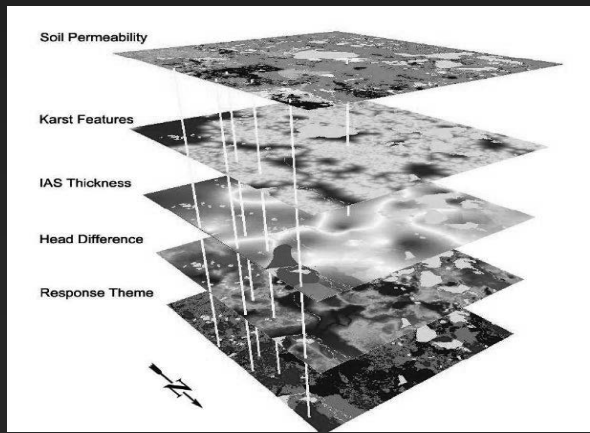 Soil Permeability
Karst Features
IAS Thickness
Head Difference
Response Theme
N